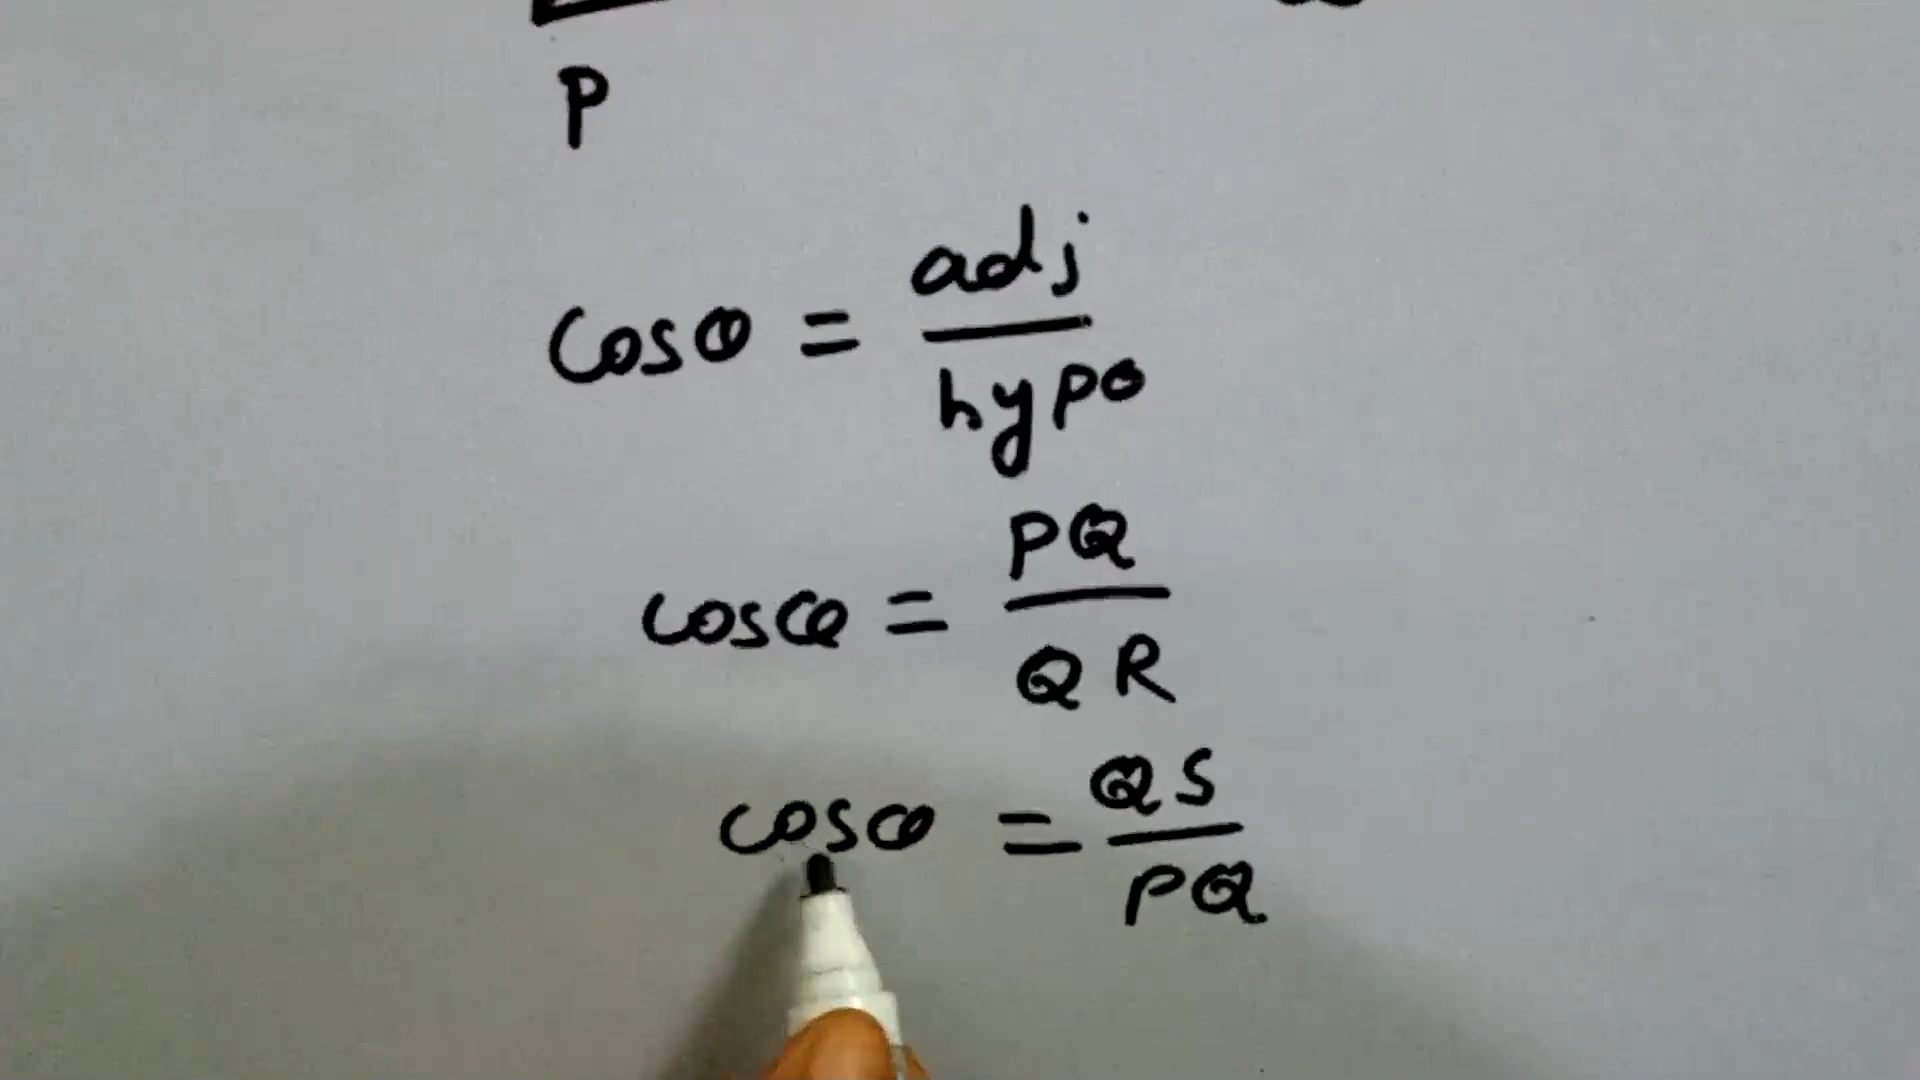 P
Cosθ = adj/hypo
cosθ = PQ/QR
cosθ = QS/PQ